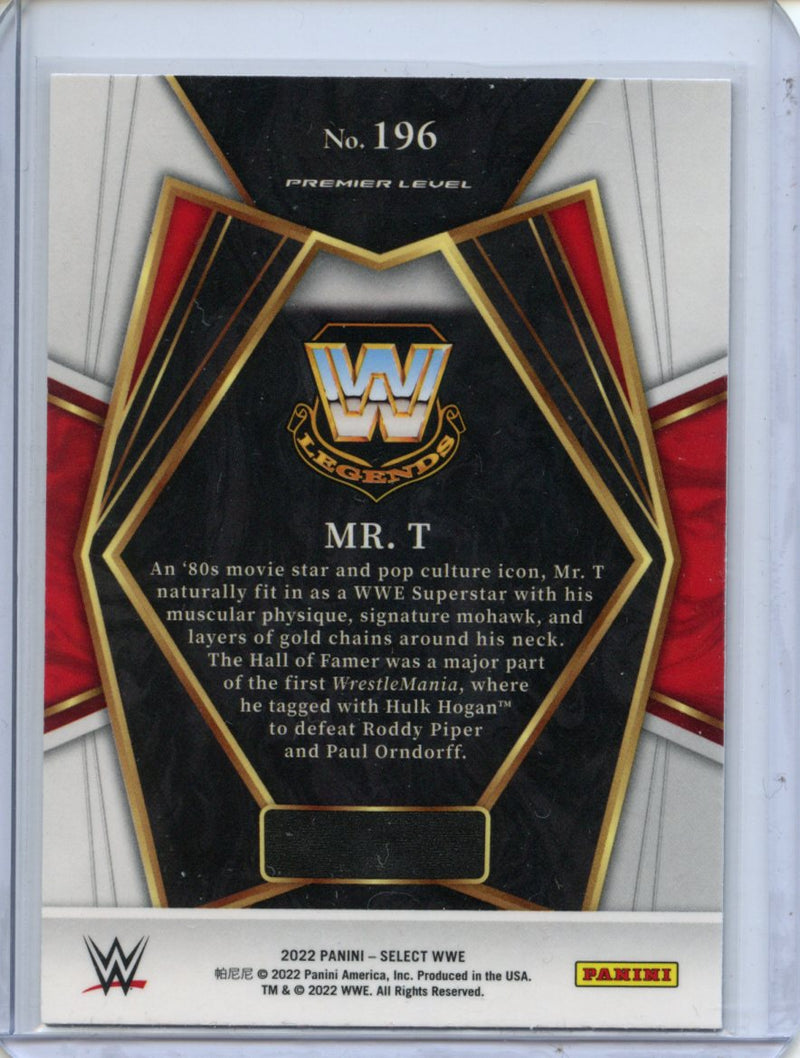 No. 196
PREMIER LEVEL
W
LEGENDS
MR. T
An ‘80s movie star and pop culture icon, Mr. T
naturally fit in as a WWE Superstar with his
muscular physique, signature mohawk, and
layers of gold chains around his neck.
The Hall of Famer was a major part
of the first WrestleMania, where
he tagged with Hulk Hogan™
to defeat Roddy Piper
and Paul Orndorff.
W
2022 PANINI – SELECT WWE
帕尼尼 © 2022 Panini America, Inc. Produced in the USA.
TM & © 2022 WWE. All Rights Reserved.
PANINI